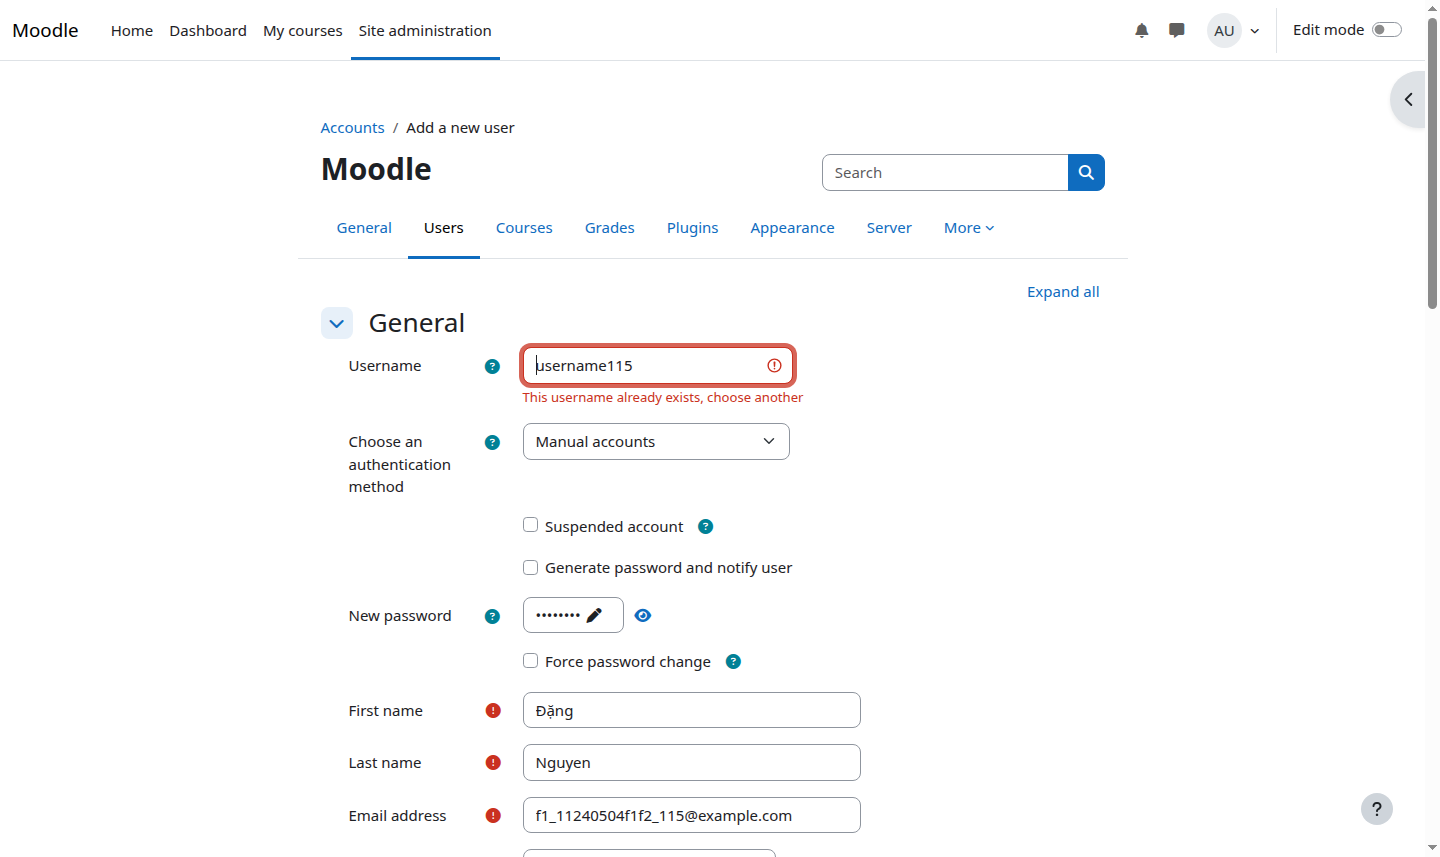 Moodle Home Dashboard My courses Site administration AU Edit mode
Accounts / Add a new user
Moodle
Search
General Users Courses Grades Plugins Appearance Server More
Expand all
General
Username ? username115
This username already exists, choose another
Choose an authentication method ? Manual accounts
Suspended account ?
Generate password and notify user
New password ? ••••••••
Force password change ?
First name Đặng
Last name Nguyen
Email address f1_11240504f1f2_115@example.com
?